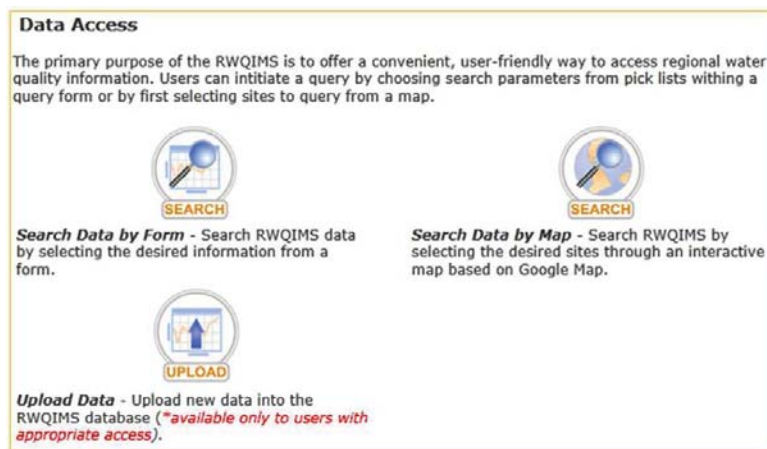 Data Access
The primary purpose of the RWQIMS is to offer a convenient, user-friendly way to access regional water
quality information. Users can intitiate a query by choosing search parameters from pick lists withing a
query form or by first selecting sites to query from a map.
SEARCH
Search Data by Form - Search RWQIMS data
by selecting the desired information from a
form.
SEARCH
Search Data by Map - Search RWQIMS by
selecting the desired sites through an interactive
map based on Google Map.
UPLOAD
Upload Data - Upload new data into the
RWQIMS database (*available only to users with
appropriate access).